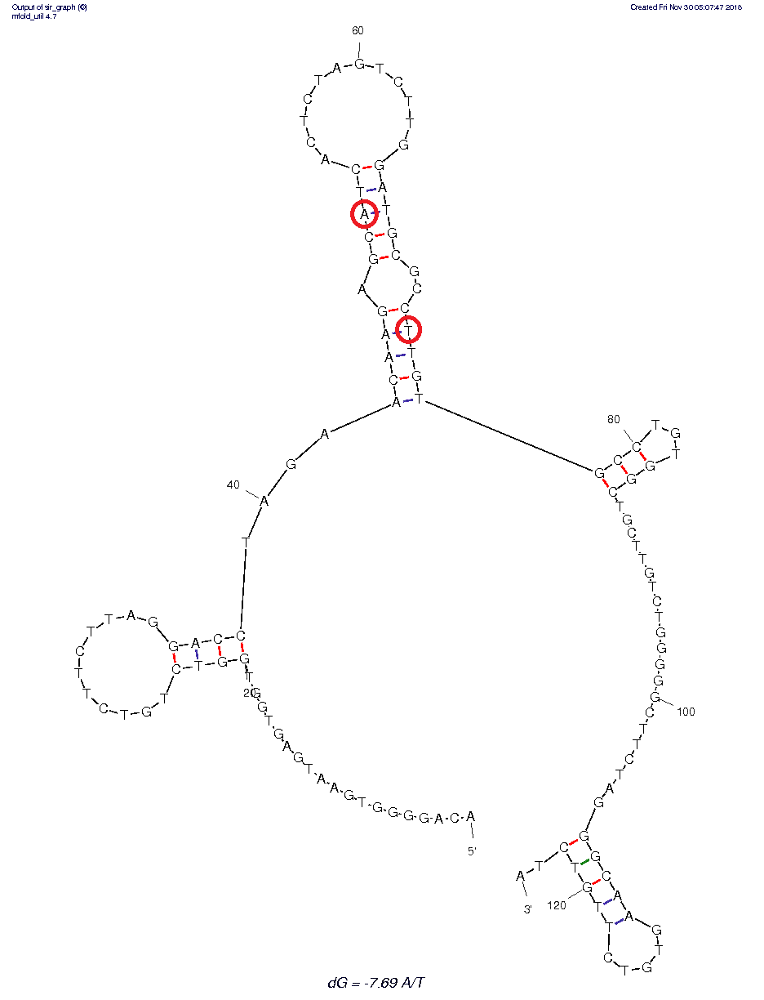 Output of sir_graph (©)
mfold_util 4.7
Created Fri Nov 30 05:07:47 2018
5'
ACAGGGGTGAATGAGTGGTGGTCTGTCTTCTTAGGACCTAGAACAAGAGCATCACTCTAGTCTTGGATGCGCCTTGTGCCTGTGGCTGCTTGTCTGGGGGCTTCTAGGGCAAGTGTCTTGTCTA
3'
20
40
60
80
100
120
dG = -7.69 A/T